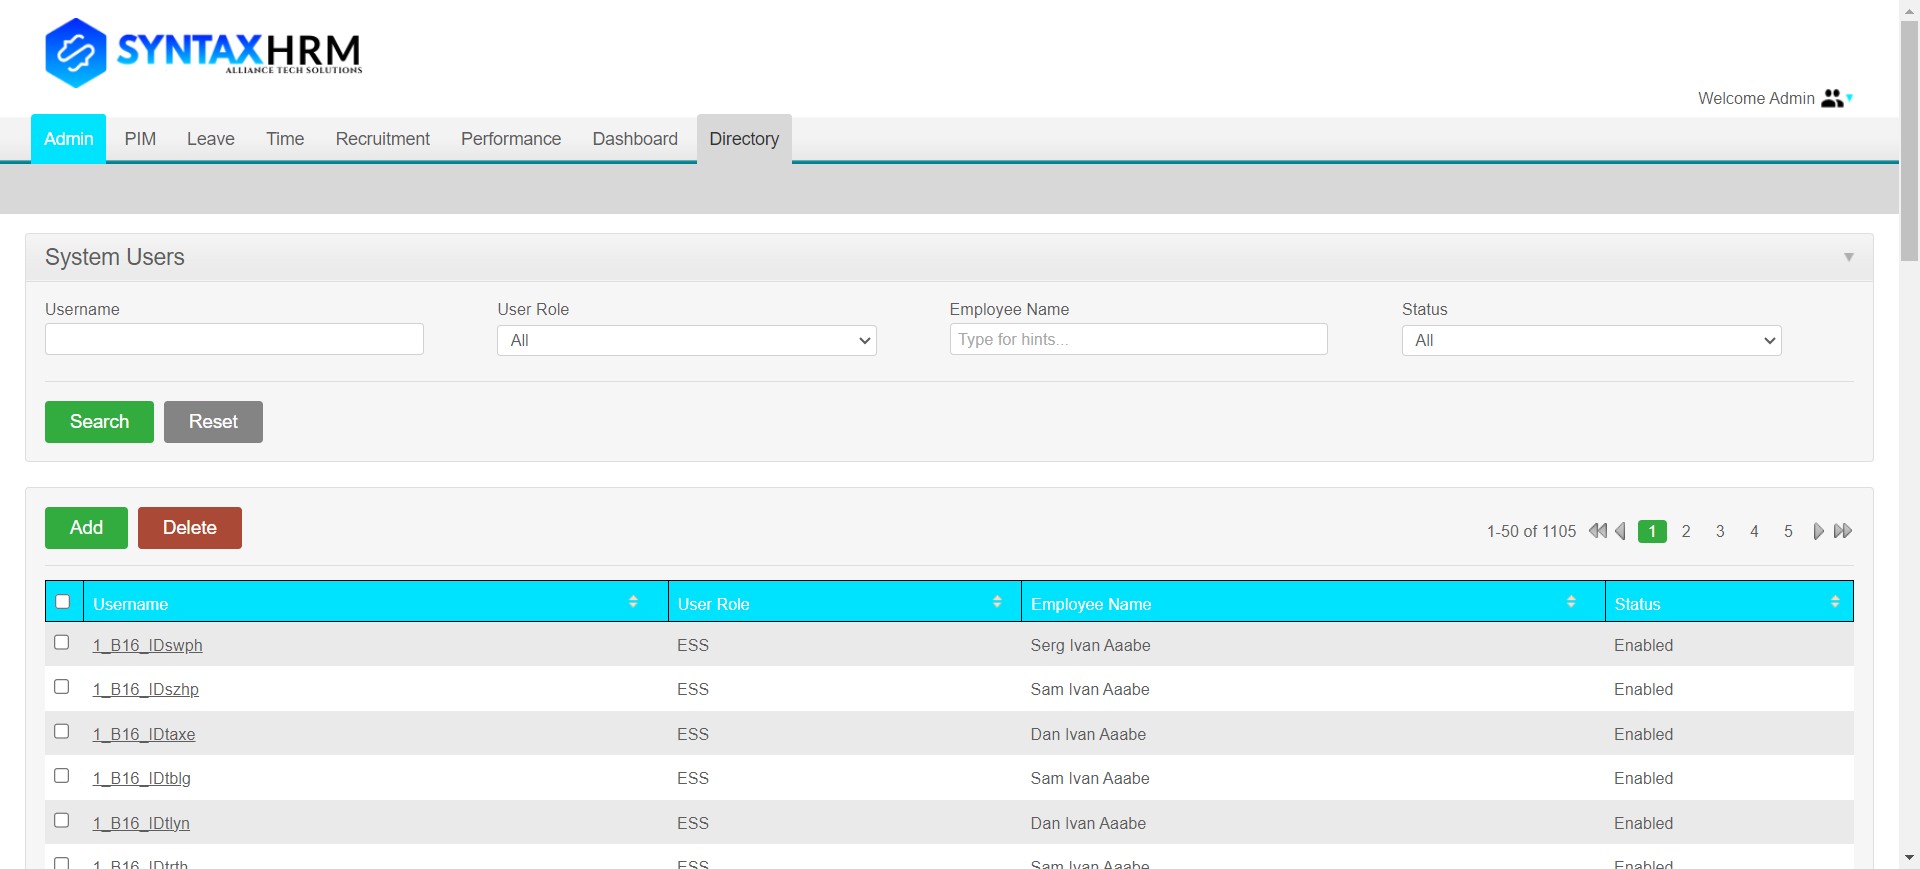 SYNTAXHRM
ALLIANCE TECH SOLUTIONS
Welcome Admin
Admin PIM Leave Time Recruitment Performance Dashboard Directory
System Users
Username User Role Employee Name Status
All Type for hints... All
Search Reset
Add Delete 1-50 of 1105 1 2 3 4 5
Username User Role Employee Name Status
1_B16_IDswph ESS Serg Ivan Aaabe Enabled
1_B16_IDszhp ESS Sam Ivan Aaabe Enabled
1_B16_IDtaxe ESS Dan Ivan Aaabe Enabled
1_B16_IDtblg ESS Sam Ivan Aaabe Enabled
1_B16_IDtlyn ESS Dan Ivan Aaabe Enabled
1_B16_IDtrth ESS Sam Ivan Aaabe Enabled